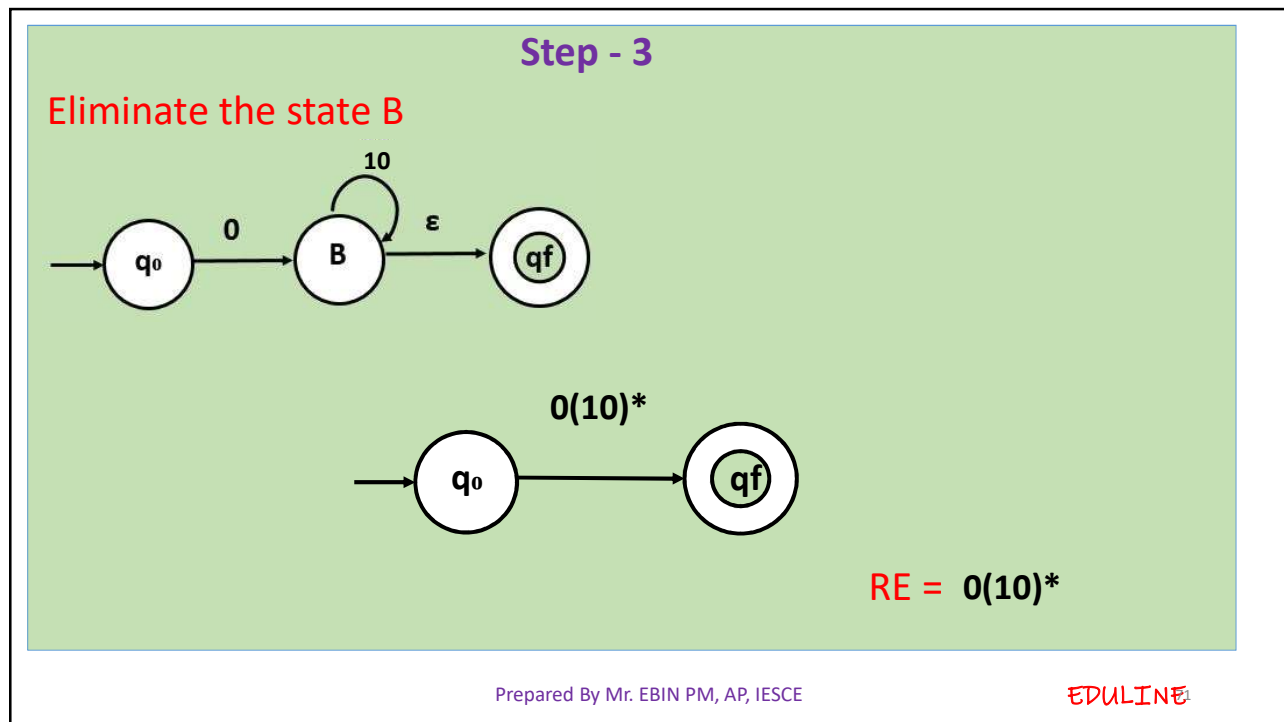 Step - 3
Eliminate the state B
10
0
ε
q₀
B
qf
0(10)*
q₀
qf
RE = 0(10)*
Prepared By Mr. EBIN PM, AP, IESCE
EDULINE
71